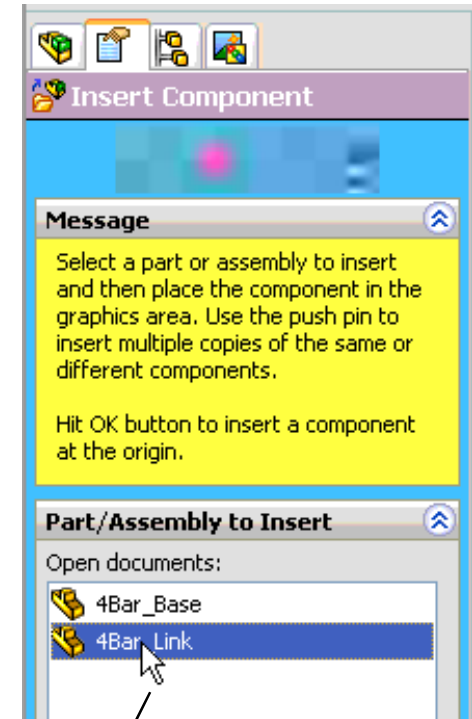 Insert Component
Message
Select a part or assembly to insert
and then place the component in the
graphics area. Use the push pin to
insert multiple copies of the same or
different components.
Hit OK button to insert a component
at the origin.
Part/Assembly to Insert
Open documents:
4Bar_Base
4Bar_Link